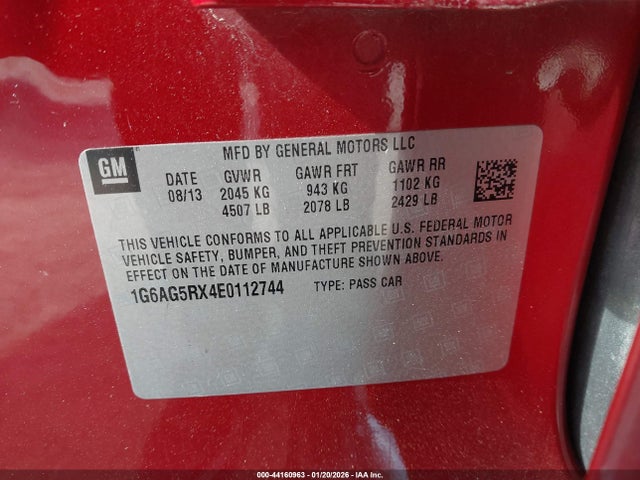 MFD BY GENERAL MOTORS LLC
GM
DATE GVWR GAWR FRT GAWR RR
08/13 2045 KG 943 KG 1102 KG
4507 LB 2078 LB 2429 LB
THIS VEHICLE CONFORMS TO ALL APPLICABLE U.S. FEDERAL MOTOR
VEHICLE SAFETY, BUMPER, AND THEFT PREVENTION STANDARDS IN
EFFECT ON THE DATE OF MANUFACTURE SHOWN ABOVE.
1G6AG5RX4E0112744 TYPE: PASS CAR
000-44160963 | 01/20/2026 | IAA Inc.